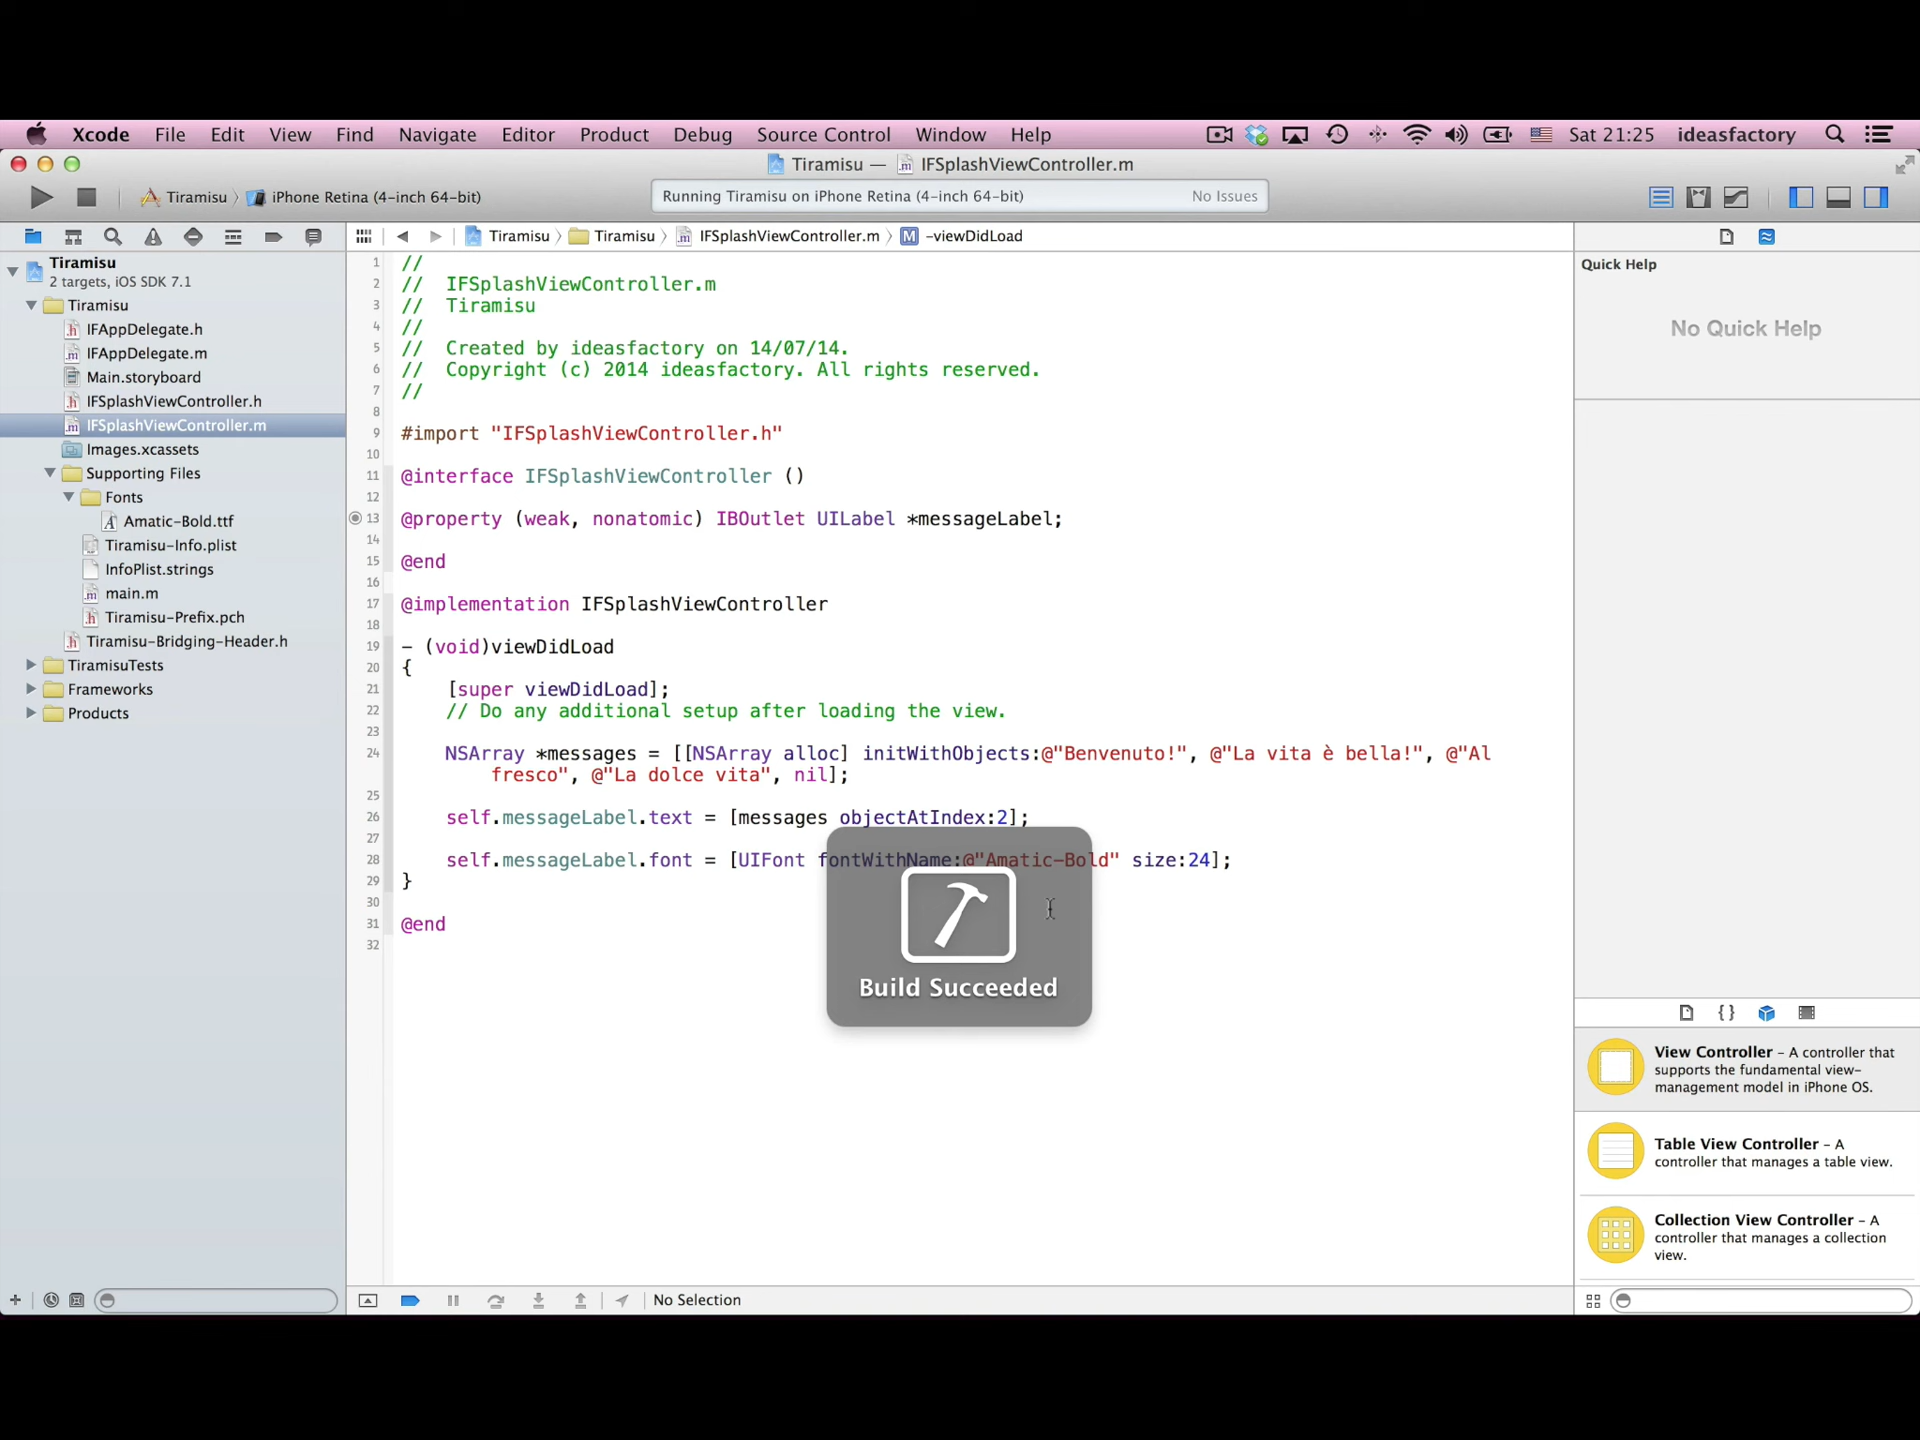 Xcode File Edit View Find Navigate Editor Product Debug Source Control Window Help Sat 21:25 ideasfactory
Tiramisu — IFSplashViewController.m
Tiramisu iPhone Retina (4-inch 64-bit) Running Tiramisu on iPhone Retina (4-inch 64-bit) No Issues
Tiramisu Tiramisu IFSplashViewController.m M -viewDidLoad
Tiramisu
2 targets, iOS SDK 7.1
Tiramisu
IFAppDelegate.h
IFAppDelegate.m
Main.storyboard
IFSplashViewController.h
IFSplashViewController.m
Images.xcassets
Supporting Files
Fonts
Amatic-Bold.ttf
Tiramisu-Info.plist
InfoPlist.strings
main.m
Tiramisu-Prefix.pch
Tiramisu-Bridging-Header.h
TiramisuTests
Frameworks
Products
1 //
2 // IFSplashViewController.m
3 // Tiramisu
4 //
5 // Created by ideasfactory on 14/07/14.
6 // Copyright (c) 2014 ideasfactory. All rights reserved.
7 //
8
9 #import "IFSplashViewController.h"
10
11 @interface IFSplashViewController ()
12
13 @property (weak, nonatomic) IBOutlet UILabel *messageLabel;
14
15 @end
16
17 @implementation IFSplashViewController
18
19 - (void)viewDidLoad
20 {
21 [super viewDidLoad];
22 // Do any additional setup after loading the view.
23
24 NSArray *messages = [[NSArray alloc] initWithObjects:@"Benvenuto!", @"La vita è bella!", @"Al
fresco", @"La dolce vita", nil];
25
26 self.messageLabel.text = [messages objectAtIndex:2];
27
28 self.messageLabel.font = [UIFont fontWithName:@"Amatic-Bold" size:24];
29 }
30
31 @end
32
Build Succeeded
No Selection
Quick Help
No Quick Help
{ }
View Controller – A controller that
supports the fundamental view-
management model in iPhone OS.
Table View Controller – A
controller that manages a table view.
Collection View Controller – A
controller that manages a collection
view.